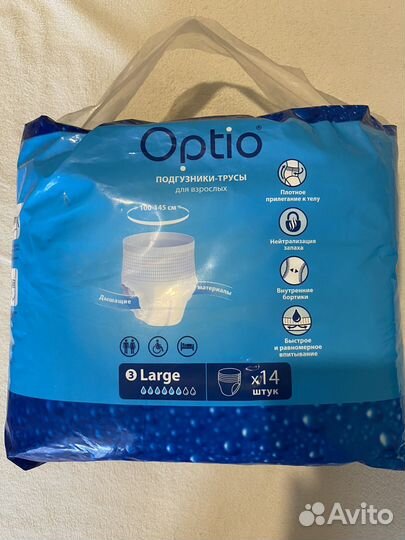 Optio®
ПОДГУЗНИКИ-ТРУСЫ
для взрослых
100-145 см
Плотное
прилегание к телу
Нейтрализация
запаха
Внутренние
бортики
Дышащие
материалы
Быстрое
и равномерное
впитывание
3 Large
x14
штук
Avito